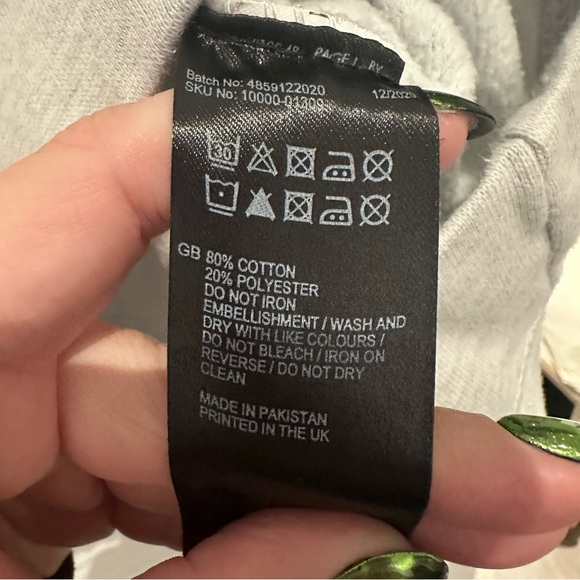 Batch No: 4859122020
SKU No: 10000-01309
30
GB 80% COTTON
20% POLYESTER
DO NOT IRON
EMBELLISHMENT / WASH AND
DRY WITH LIKE COLOURS /
DO NOT BLEACH / IRON ON
REVERSE / DO NOT DRY
CLEAN
MADE IN PAKISTAN
PRINTED IN THE UK